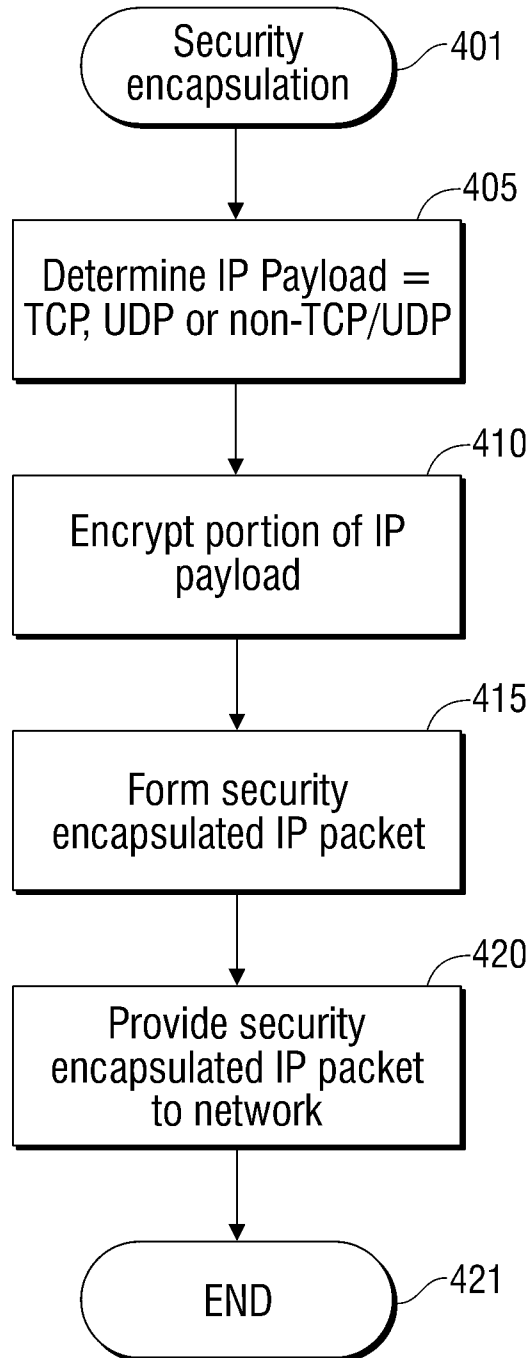 Security
encapsulation
401
405
Determine IP Payload =
TCP, UDP or non-TCP/UDP
410
Encrypt portion of IP
payload
415
Form security
encapsulated IP packet
420
Provide security
encapsulated IP packet
to network
END
421